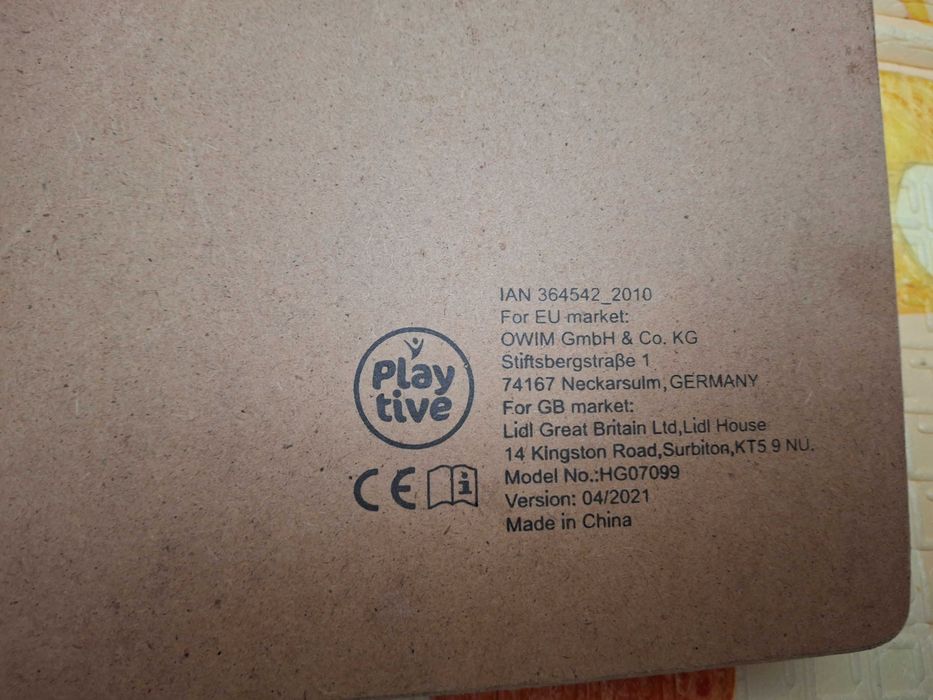 IAN 364542_2010
For EU market:
OWIM GmbH & Co. KG
Stiftsbergstraße 1
74167 Neckarsulm, GERMANY
For GB market:
Lidl Great Britain Ltd,Lidl House
14 Kingston Road,Surbiton,KT5 9 NU.
Model No.:HG07099
Version: 04/2021
Made in China
Play
tive
CE
i